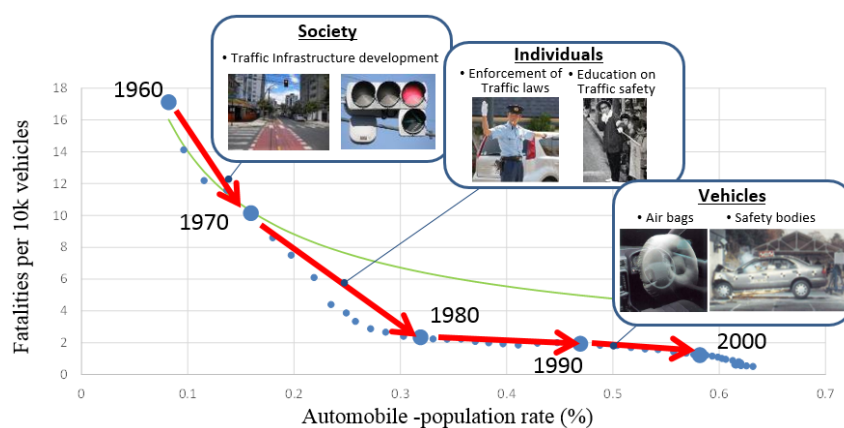 Society
• Traffic Infrastructure development
Individuals
• Enforcement of
Traffic laws
• Education on
Traffic safety
Vehicles
• Air bags
• Safety bodies
Fatalities per 10k vehicles
18
16
14
12
10
8
6
4
2
0
1960
1970
1980
1990
2000
0
0.1
0.2
0.3
0.4
0.5
0.6
0.7
Automobile -population rate (%)